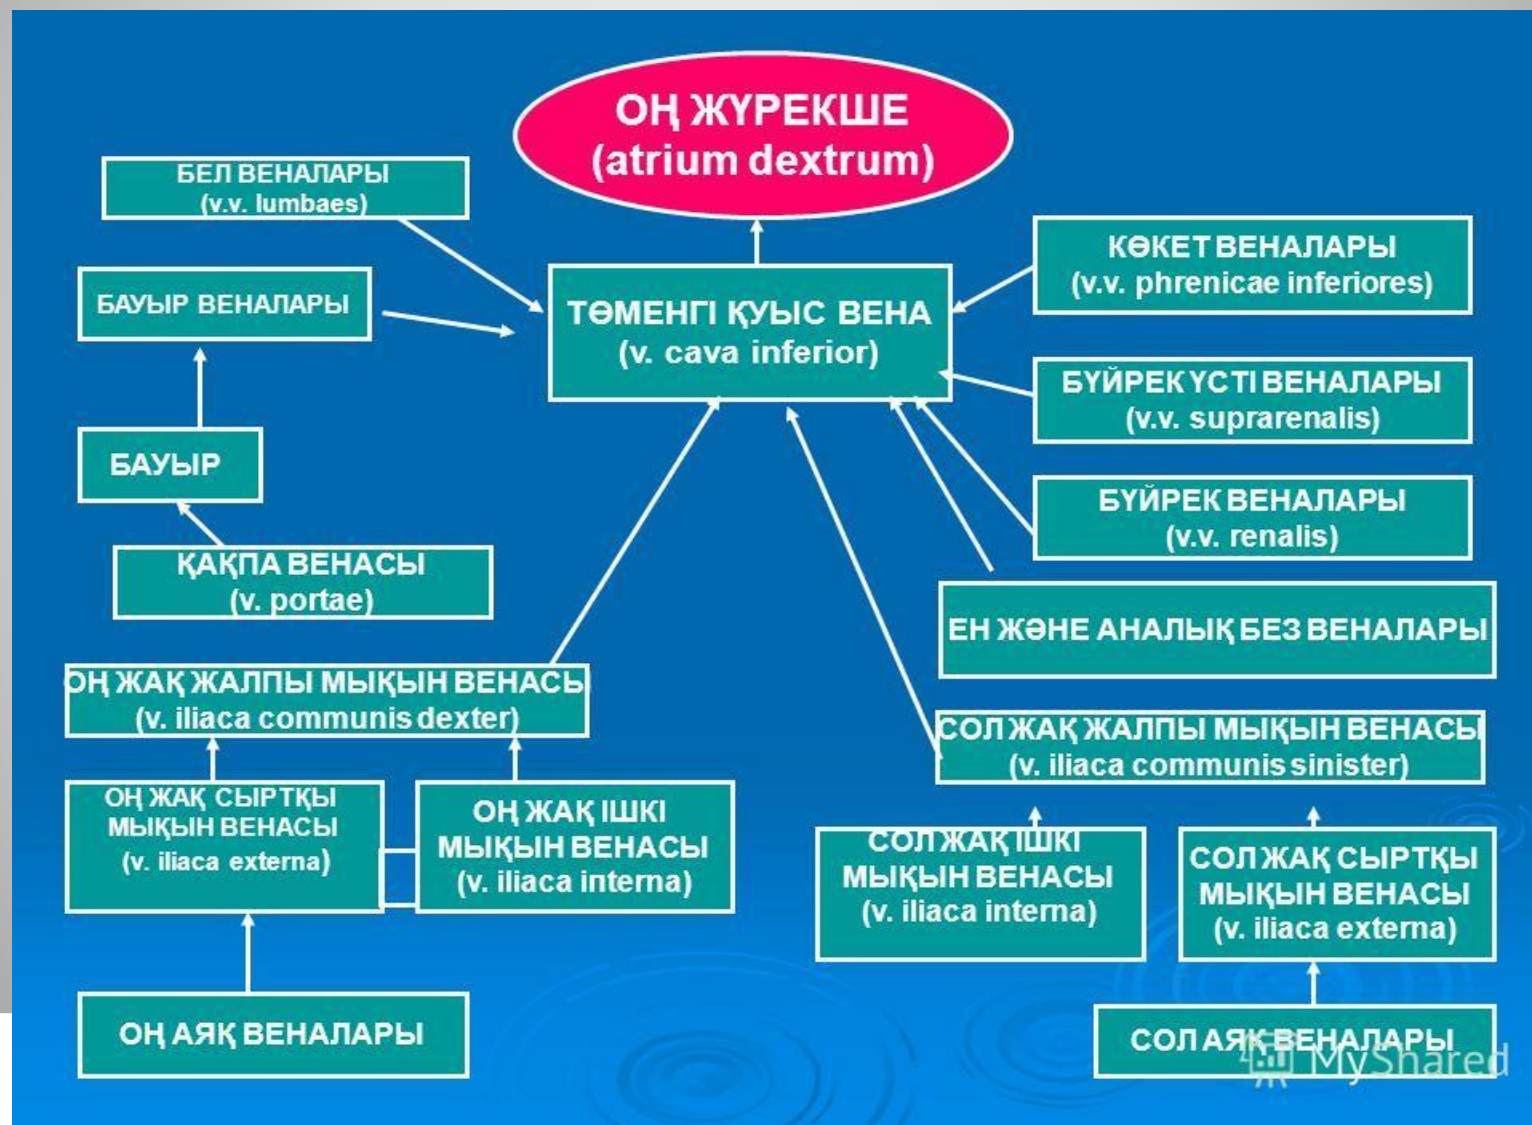 ОҢ ЖҮРЕКШЕ
(atrium dextrum)
БЕЛ ВЕНАЛАРЫ
(v.v. lumbaes)
КӨКЕТ ВЕНАЛАРЫ
(v.v. phrenicae inferiores)
БАУЫР ВЕНАЛАРЫ
ТӨМЕНГІ ҚУЫС ВЕНА
(v. cava inferior)
БҮЙРЕК ҮСТІ ВЕНАЛАРЫ
(v.v. suprarenalis)
БАУЫР
БҮЙРЕК ВЕНАЛАРЫ
(v.v. renalis)
ҚАҚПА ВЕНАСЫ
(v. portae)
ЕН ЖӘНЕ АНАЛЫҚ БЕЗ ВЕНАЛАРЫ
ОҢ ЖАҚ ЖАЛПЫ МЫҚЫН ВЕНАСЫ
(v. iliaca communis dexter)
СОЛ ЖАҚ ЖАЛПЫ МЫҚЫН ВЕНАСЫ
(v. iliaca communis sinister)
ОҢ ЖАҚ СЫРТҚЫ
МЫҚЫН ВЕНАСЫ
(v. iliaca externa)
ОҢ ЖАҚ ІШКІ
МЫҚЫН ВЕНАСЫ
(v. iliaca interna)
СОЛ ЖАҚ ІШКІ
МЫҚЫН ВЕНАСЫ
(v. iliaca interna)
СОЛ ЖАҚ СЫРТҚЫ
МЫҚЫН ВЕНАСЫ
(v. iliaca externa)
ОҢ АЯҚ ВЕНАЛАРЫ
СОЛ АЯҚ ВЕНАЛАРЫ
MyShared